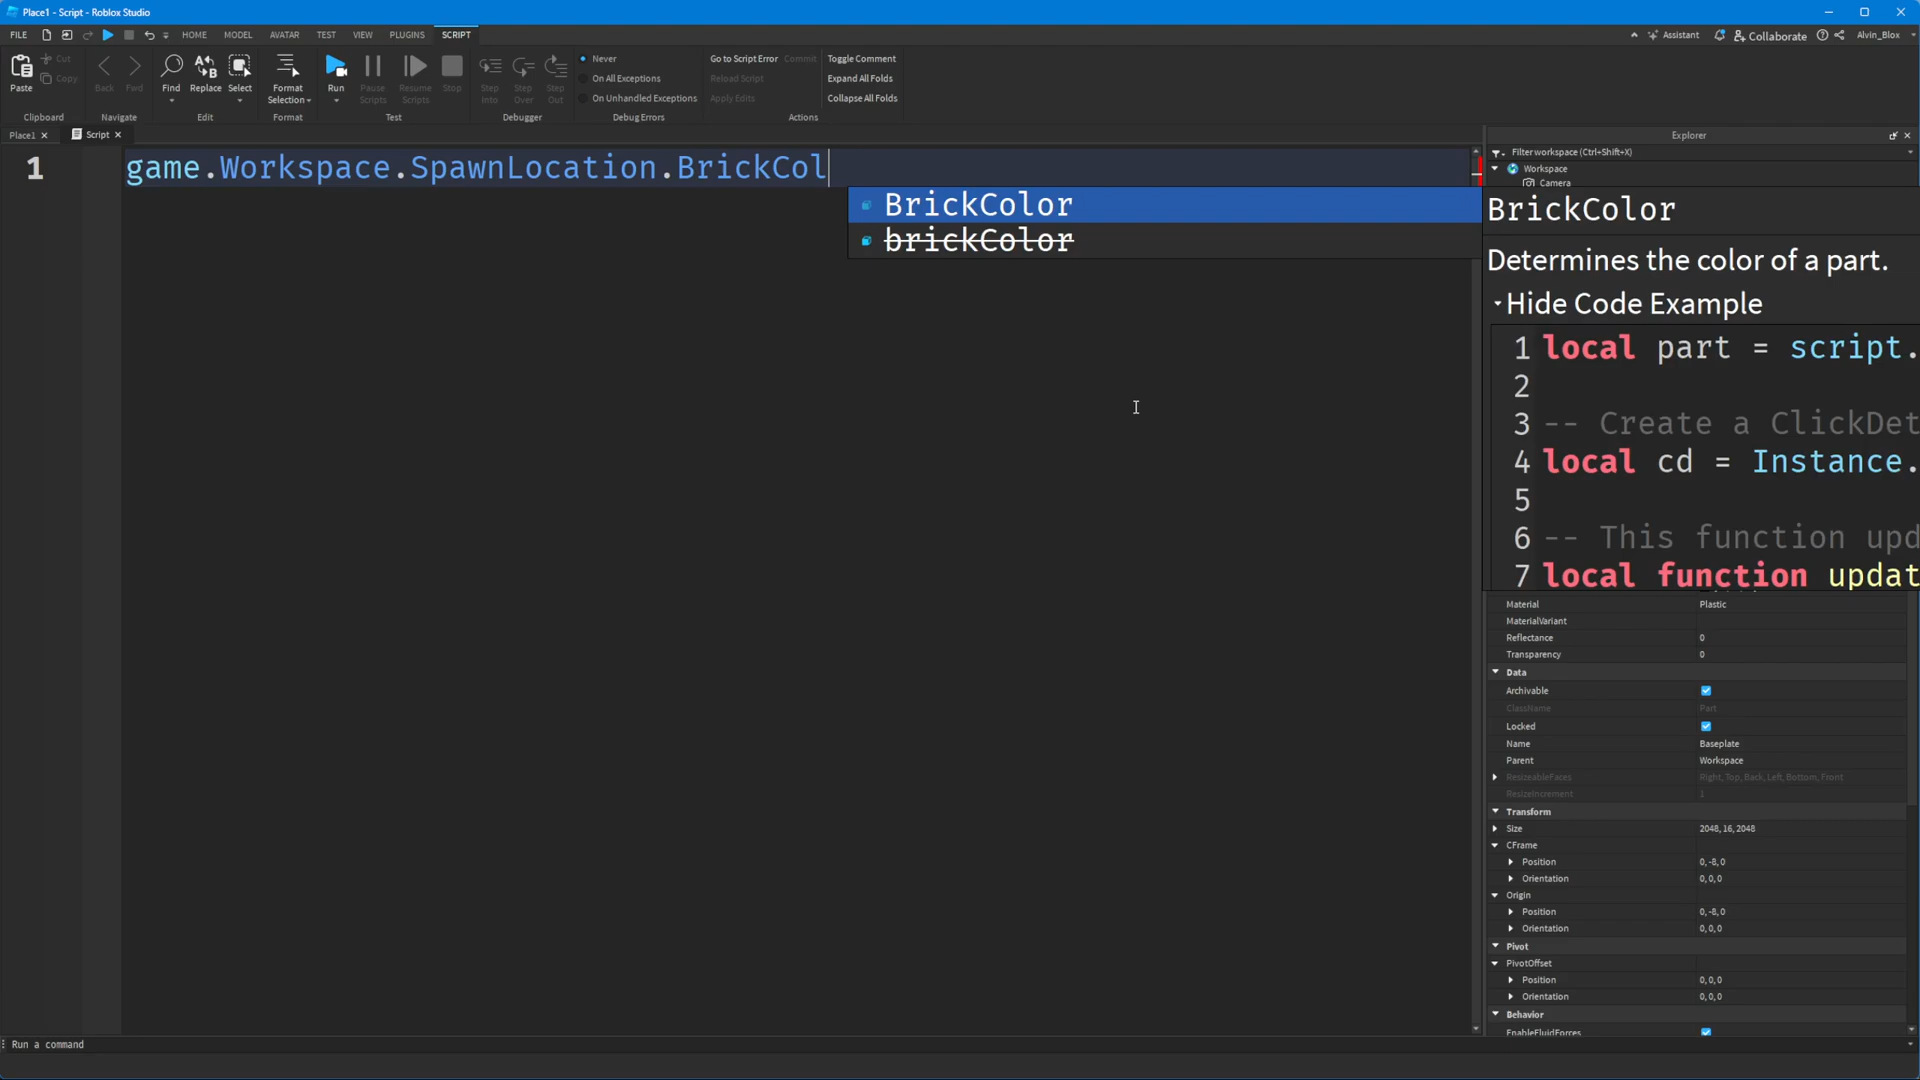 Place1 - Script - Roblox Studio
FILE HOME MODEL AVATAR TEST VIEW PLUGINS SCRIPT Assistant Collaborate Alvin_Blox
Paste Cut Copy Back Fwd Find Replace Select Format Selection Run Pause Scripts Resume Scripts Stop Step Into Step Over Step Out
Never
On All Exceptions
On Unhandled Exceptions
Go to Script Error Commit
Reload Script
Apply Edits
Toggle Comment
Expand All Folds
Collapse All Folds
Clipboard Navigate Edit Format Test Debugger Debug Errors Actions
Place1 Script
Explorer
1 game.Workspace.SpawnLocation.BrickCol
BrickColor
brickColor
Filter workspace (Ctrl+Shift+X)
Workspace
Camera
BrickColor
Determines the color of a part.
Hide Code Example
1 local part = script.
2
3 -- Create a ClickDet
4 local cd = Instance.
5
6 -- This function upd
7 local function updat
Material Plastic
MaterialVariant
Reflectance 0
Transparency 0
Data
Archivable
ClassName Part
Locked
Name Baseplate
Parent Workspace
ResizeableFaces Right, Top, Back, Left, Bottom, Front
ResizeIncrement 1
Transform
Size 2048, 16, 2048
CFrame
Position 0, -8, 0
Orientation 0, 0, 0
Origin
Position 0, -8, 0
Orientation 0, 0, 0
Pivot
PivotOffset
Position 0, 0, 0
Orientation 0, 0, 0
Behavior
EnableFluidForces
Run a command